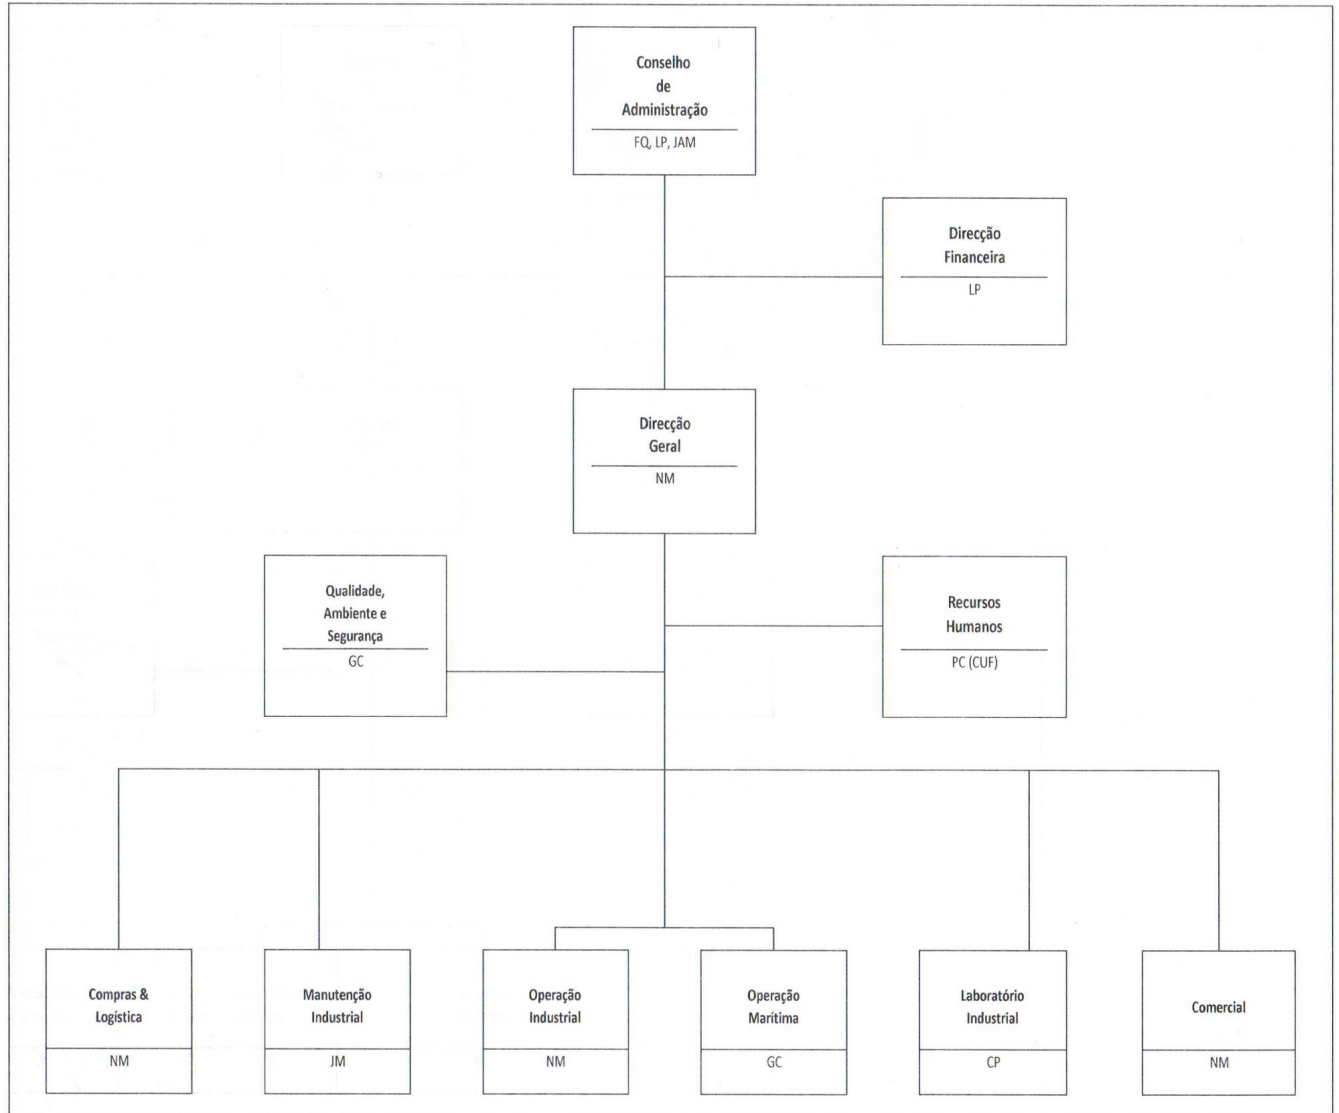 Conselho
de
Administração
FQ, LP, JAM
Direcção
Financeira
LP
Direcção
Geral
NM
Qualidade,
Ambiente e
Segurança
GC
Recursos
Humanos
PC (CUF)
Compras &
Logística
NM
Manutenção
Industrial
JM
Operação
Industrial
NM
Operação
Marítima
GC
Laboratório
Industrial
CP
Comercial
NM